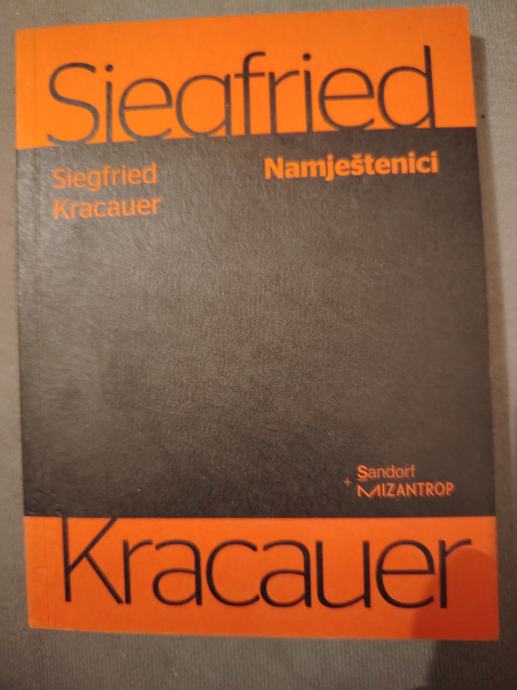 Siegfried
Siegfried
Kracauer
Namještenici
Sandorf
+ MIZANTROP
Kracauer